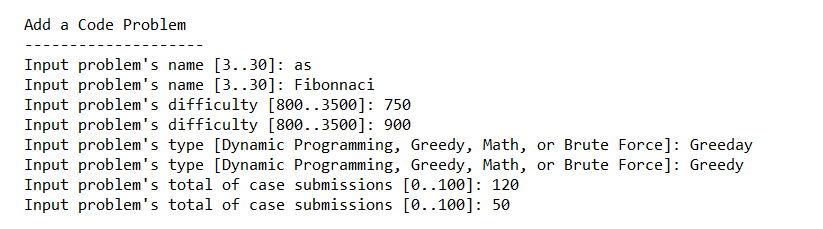 Add a Code Problem
--------------------
Input problem's name [3..30]: as
Input problem's name [3..30]: Fibonnaci
Input problem's difficulty [800..3500]: 750
Input problem's difficulty [800..3500]: 900
Input problem's type [Dynamic Programming, Greedy, Math, or Brute Force]: Greeday
Input problem's type [Dynamic Programming, Greedy, Math, or Brute Force]: Greedy
Input problem's total of case submissions [0..100]: 120
Input problem's total of case submissions [0..100]: 50